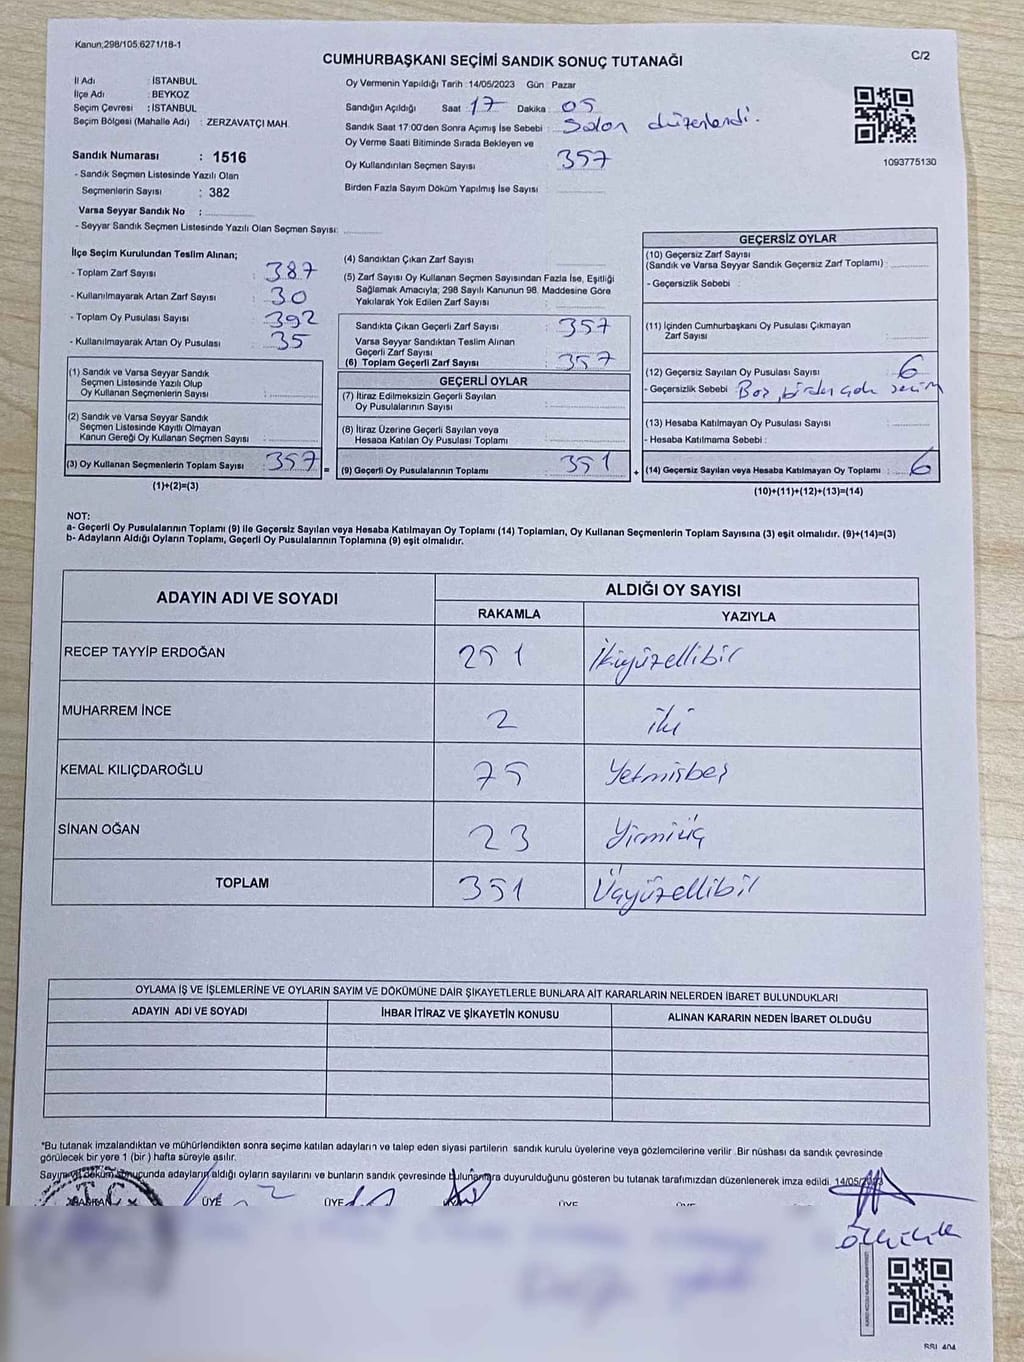 Kanun;298/105,6271/18-1
CUMHURBAŞKANI SEÇİMİ SANDIK SONUÇ TUTANAĞI
C/2
İl Adı : İSTANBUL
İlçe Adı : BEYKOZ
Seçim Çevresi : İSTANBUL
Seçim Bölgesi (Mahalle Adı) : ZERZAVATÇI MAH.
Sandık Numarası : 1516
- Sandık Seçmen Listesinde Yazılı Olan
Seçmenlerin Sayısı : 382
Varsa Seyyar Sandık No :
- Seyyar Sandık Seçmen Listesinde Yazılı Olan Seçmen Sayısı:
Oy Vermenin Yapıldığı Tarih :14/05/2023 Gün : Pazar
Sandığın Açıldığı Saat : 17 Dakika : 05
Sandık Saat 17:00'den Sonra Açımış İse Sebebi : Salon düzenlendi.
Oy Verme Saati Bitiminde Sırada Bekleyen ve
Oy Kullandırılan Seçmen Sayısı : 357
Birden Fazla Sayım Döküm Yapılmış İse Sayısı :
1093775130
İlçe Seçim Kurulundan Teslim Alınan;
- Toplam Zarf Sayısı : 387
- Kullanılmayarak Artan Zarf Sayısı : 30
- Toplam Oy Pusulası Sayısı : 392
- Kullanılmayarak Artan Oy Pusulası : 35
(1) Sandık ve Varsa Seyyar Sandık
Seçmen Listesinde Yazılı Olup
Oy Kullanan Seçmenlerin Sayısı :
(2) Sandık ve Varsa Seyyar Sandık
Seçmen Listesinde Kayıtlı Olmayan
Kanun Gereği Oy Kullanan Seçmen Sayısı :
(3) Oy Kullanan Seçmenlerin Toplam Sayısı : 357
(1)+(2)=(3)
(4) Sandıktan Çıkan Zarf Sayısı :
(5) Zarf Sayısı Oy Kullanan Seçmen Sayısından Fazla İse, Eşitliği
Sağlamak Amacıyla; 298 Sayılı Kanunun 98. Maddesine Göre
Yakılarak Yok Edilen Zarf Sayısı :
Sandıkta Çıkan Geçerli Zarf Sayısı : 357
Varsa Seyyar Sandıktan Teslim Alınan
Geçerli Zarf Sayısı :
(6) Toplam Geçerli Zarf Sayısı : 357
GEÇERLİ OYLAR
(7) İtiraz Edilmeksizin Geçerli Sayılan
Oy Pusulalarının Sayısı :
(8) İtiraz Üzerine Geçerli Sayılan veya
Hesaba Katılan Oy Pusulası Toplamı :
= (9) Geçerli Oy Pusulalarının Toplamı : 351 +
GEÇERSİZ OYLAR
(10) Geçersiz Zarf Sayısı
(Sandık ve Varsa Seyyar Sandık Geçersiz Zarf Toplamı) :
- Geçersizlik Sebebi :
(11) İçinden Cumhurbaşkanı Oy Pusulası Çıkmayan
Zarf Sayısı :
(12) Geçersiz Sayılan Oy Pusulası Sayısı : 6
- Geçersizlik Sebebi : Boş, birden çok seçim
(13) Hesaba Katılmayan Oy Pusulası Sayısı :
- Hesaba Katılmama Sebebi :
(14) Geçersiz Sayılan veya Hesaba Katılmayan Oy Toplamı : 6
(10)+(11)+(12)+(13)=(14)
NOT:
a- Geçerli Oy Pusulalarının Toplamı (9) ile Geçersiz Sayılan veya Hesaba Katılmayan Oy Toplamı (14) Toplamları, Oy Kullanan Seçmenlerin Toplam Sayısına (3) eşit olmalıdır. (9)+(14)=(3)
b- Adayların Aldığı Oyların Toplamı, Geçerli Oy Pusulalarının Toplamına (9) eşit olmalıdır.
ADAYIN ADI VE SOYADI ALDIĞI OY SAYISI
RAKAMLA YAZIYLA
RECEP TAYYİP ERDOĞAN 251 İkiyüzellibir
MUHARREM İNCE 2 iki
KEMAL KILIÇDAROĞLU 75 Yetmişbeş
SİNAN OĞAN 23 Yirmiüç
TOPLAM 351 Üçyüzellibir
OYLAMA İŞ VE İŞLEMLERİNE VE OYLARIN SAYIM VE DÖKÜMÜNE DAİR ŞİKAYETLERLE BUNLARA AİT KARARLARIN NELERDEN İBARET BULUNDUKLARI
ADAYIN ADI VE SOYADI İHBAR İTİRAZ VE ŞİKAYETİN KONUSU ALINAN KARARIN NEDEN İBARET OLDUĞU
*Bu tutanak imzalandıktan ve mühürlendikten sonra seçime katılan adayların ve talep eden siyasi partilerin sandık kurulu üyelerine veya gözlemcilerine verilir. Bir nüshası da sandık çevresinde
görülecek bir yere 1 (bir ) hafta süreyle asılır.
Sayım ve döküm sonucunda adayların aldığı oyların sayılarını ve bunların sandık çevresinde bulunanlara duyurulduğunu gösteren bu tutanak tarafımızdan düzenlenerek imza edildi. 14/05/2023
T.C.
BAŞKAN ÜYE ÜYE ÜYE ÜYE